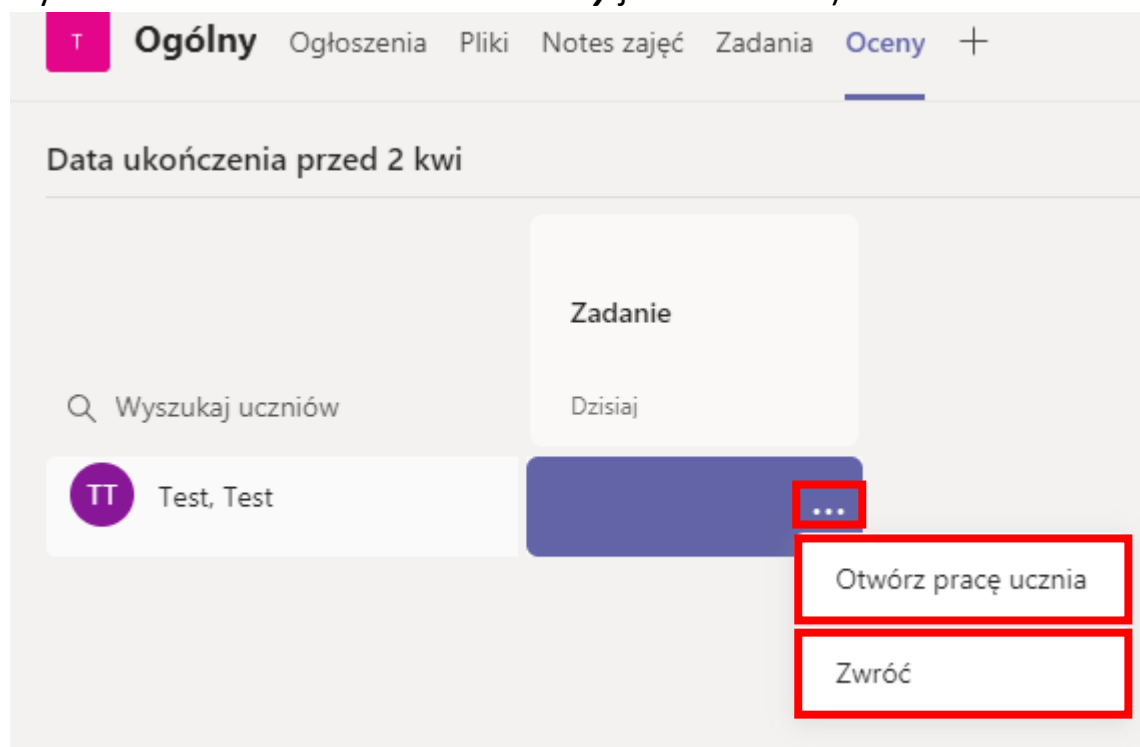 T Ogólny Ogłoszenia Pliki Notes zajęć Zadania Oceny +
Data ukończenia przed 2 kwi
Zadanie
Wyszukaj uczniów Dzisiaj
TT Test, Test ...
Otwórz pracę ucznia
Zwróć